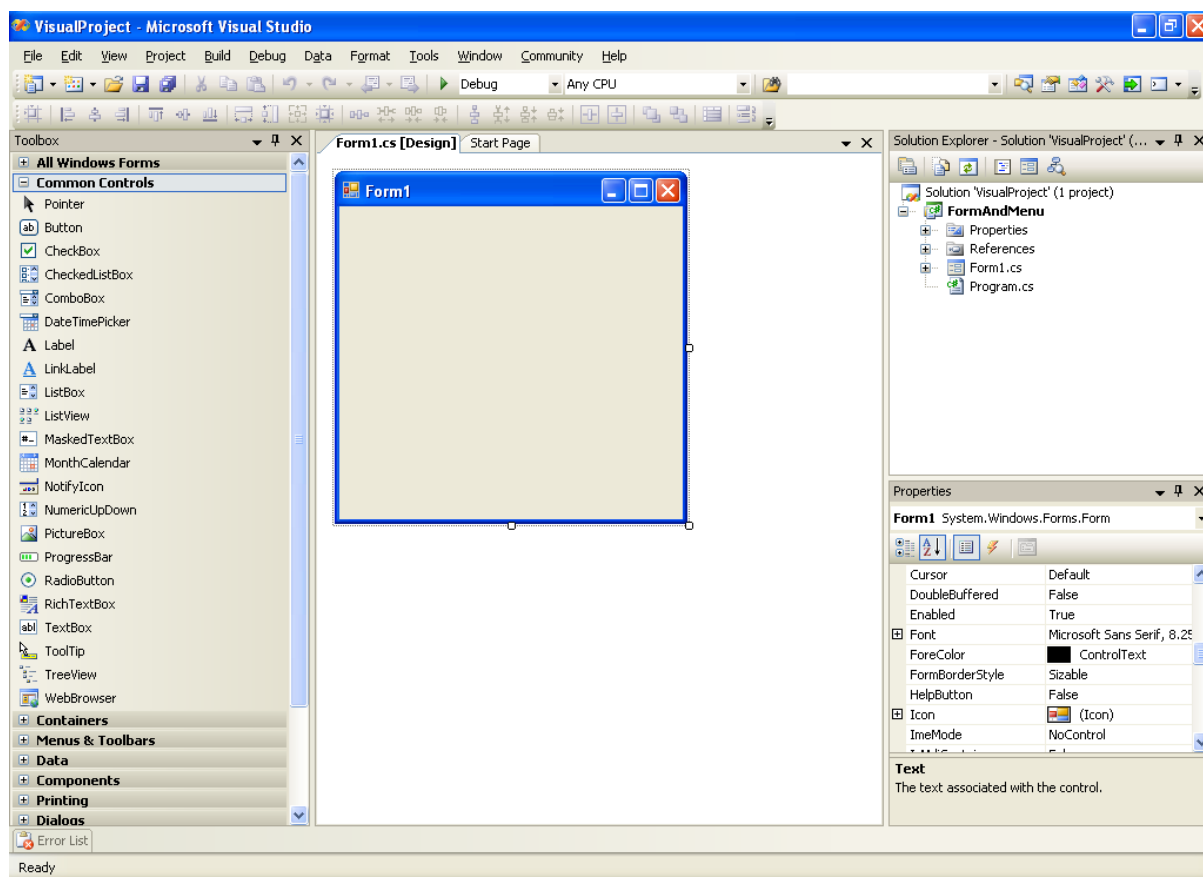 VisualProject - Microsoft Visual Studio
File Edit View Project Build Debug Data Format Tools Window Community Help
Debug Any CPU
Toolbox
All Windows Forms
Common Controls
Pointer
Button
CheckBox
CheckedListBox
ComboBox
DateTimePicker
Label
LinkLabel
ListBox
ListView
MaskedTextBox
MonthCalendar
NotifyIcon
NumericUpDown
PictureBox
ProgressBar
RadioButton
RichTextBox
TextBox
ToolTip
TreeView
WebBrowser
Containers
Menus & Toolbars
Data
Components
Printing
Dialogs
Form1.cs [Design] Start Page
Form1
Solution Explorer - Solution 'VisualProject' (...
Solution 'VisualProject' (1 project)
FormAndMenu
Properties
References
Form1.cs
Program.cs
Properties
Form1 System.Windows.Forms.Form
Cursor Default
DoubleBuffered False
Enabled True
Font Microsoft Sans Serif, 8.25
ForeColor ControlText
FormBorderStyle Sizable
HelpButton False
Icon (Icon)
ImeMode NoControl
Text
The text associated with the control.
Error List
Ready